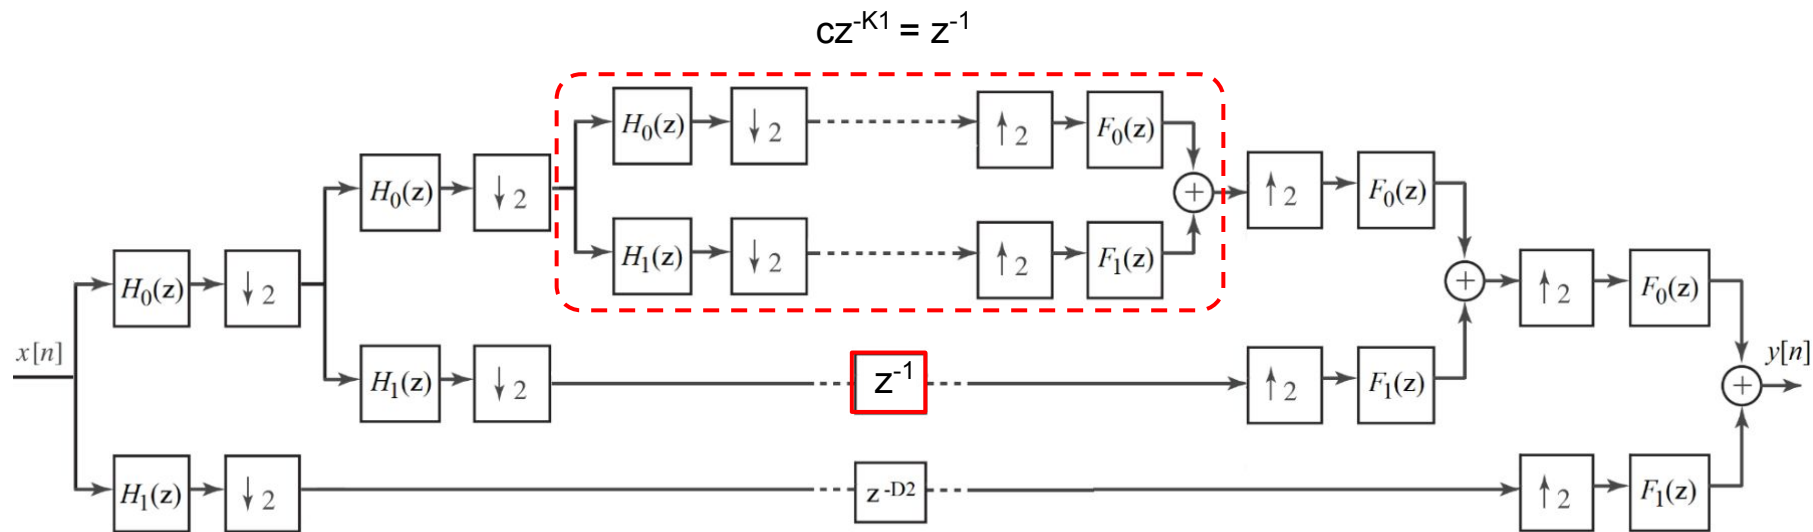 cz-K1 = z-1
H0(z) ↓2 ↑2 F0(z)
H0(z) ↓2 + ↑2 F0(z)
H1(z) ↓2 ↑2 F1(z)
H0(z) ↓2 + ↑2 F0(z)
x[n] H1(z) ↓2 z-1 ↑2 F1(z) + y[n]
H1(z) ↓2 z-D2 ↑2 F1(z)